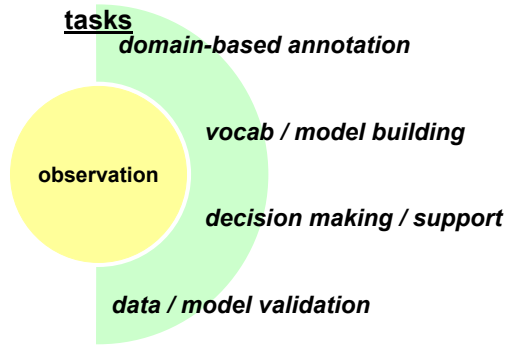 tasks
domain-based annotation
vocab / model building
observation
decision making / support
data / model validation